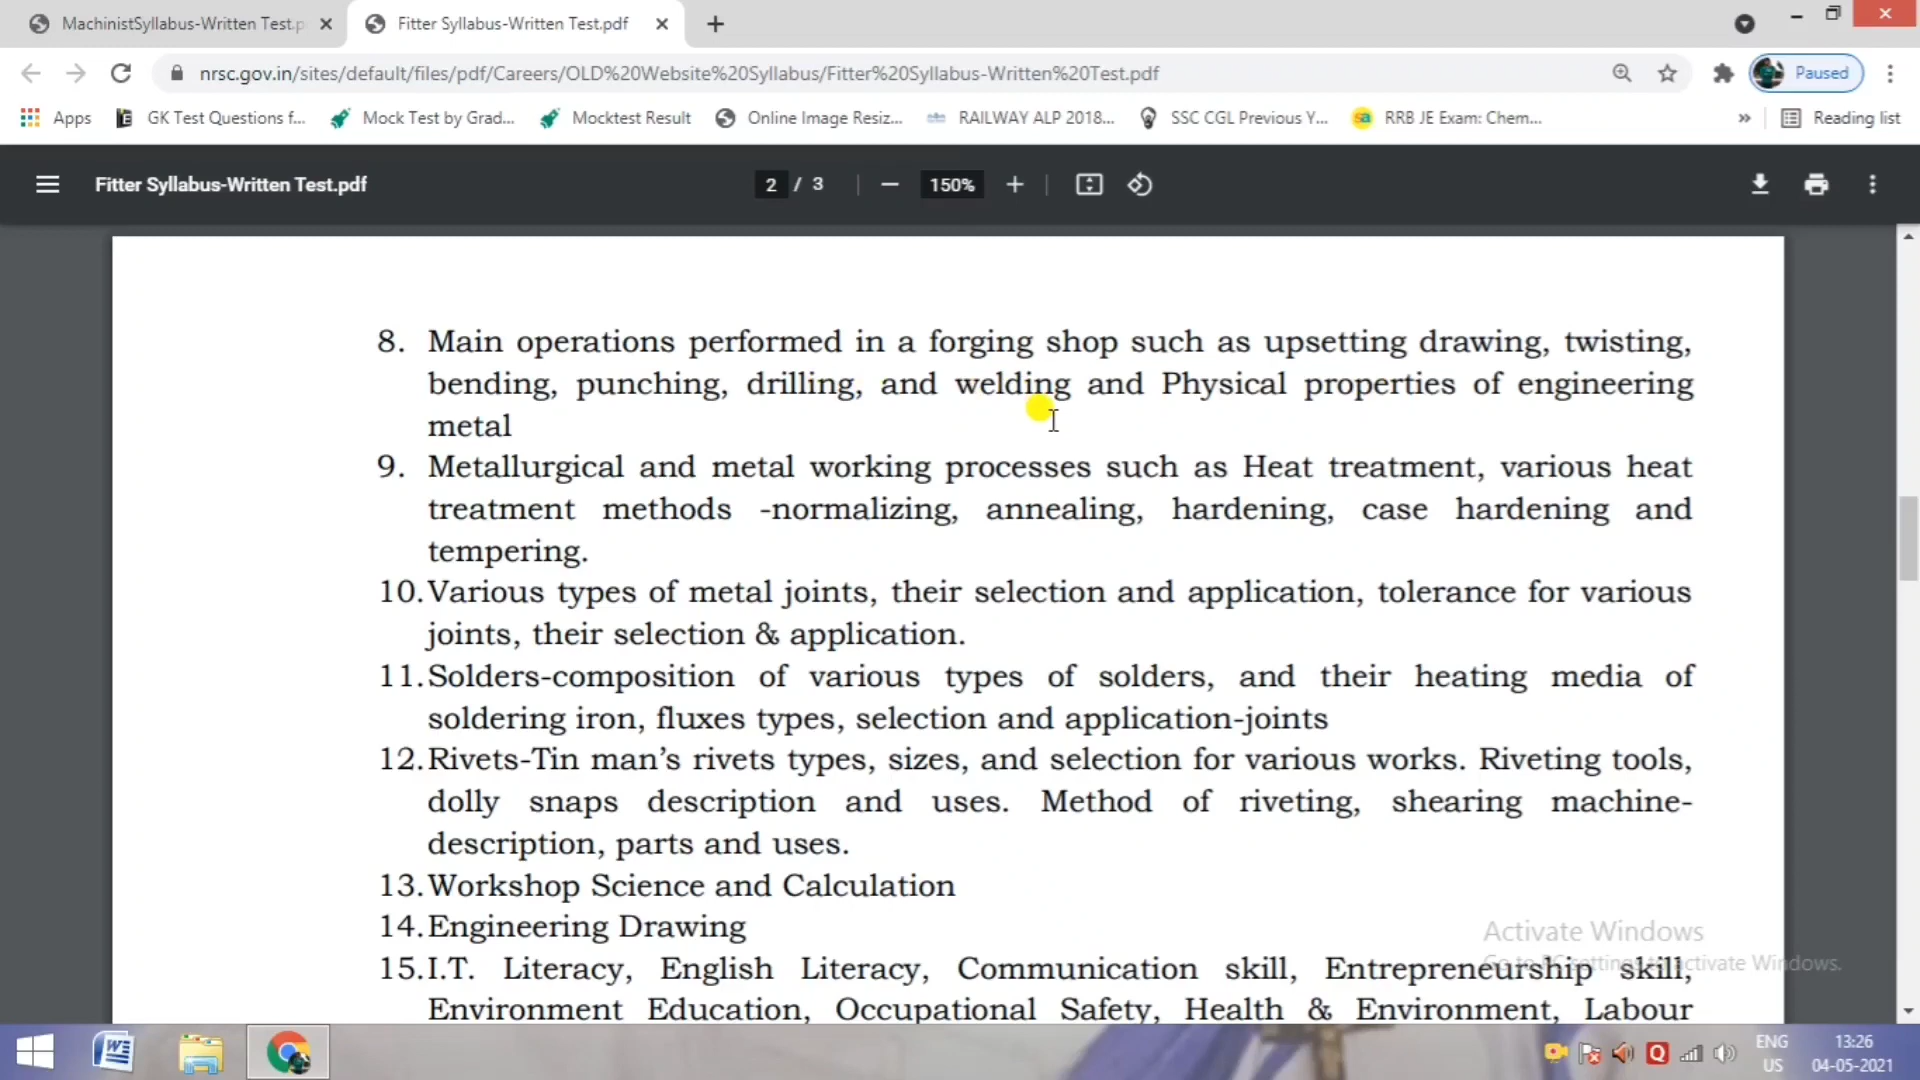 MachinistSyllabus-Written Test.p
Fitter Syllabus-Written Test.pdf
nrsc.gov.in/sites/default/files/pdf/Careers/OLD%20Website%20Syllabus/Fitter%20Syllabus-Written%20Test.pdf
Paused
Apps
GK Test Questions f...
Mock Test by Grad...
Mocktest Result
Online Image Resiz...
RAILWAY ALP 2018...
SSC CGL Previous Y...
RRB JE Exam: Chem...
Reading list
Fitter Syllabus-Written Test.pdf
2 / 3
150%
8. Main operations performed in a forging shop such as upsetting drawing, twisting,
bending, punching, drilling, and welding and Physical properties of engineering
metal
9. Metallurgical and metal working processes such as Heat treatment, various heat
treatment methods -normalizing, annealing, hardening, case hardening and
tempering.
10. Various types of metal joints, their selection and application, tolerance for various
joints, their selection & application.
11. Solders-composition of various types of solders, and their heating media of
soldering iron, fluxes types, selection and application-joints
12. Rivets-Tin man's rivets types, sizes, and selection for various works. Riveting tools,
dolly snaps description and uses. Method of riveting, shearing machine-
description, parts and uses.
13. Workshop Science and Calculation
14. Engineering Drawing
Activate Windows
Go to PC settings to activate Windows.
15. I.T. Literacy, English Literacy, Communication skill, Entrepreneurship skill,
Environment Education, Occupational Safety, Health & Environment, Labour
ENG
US
13:26
04-05-2021